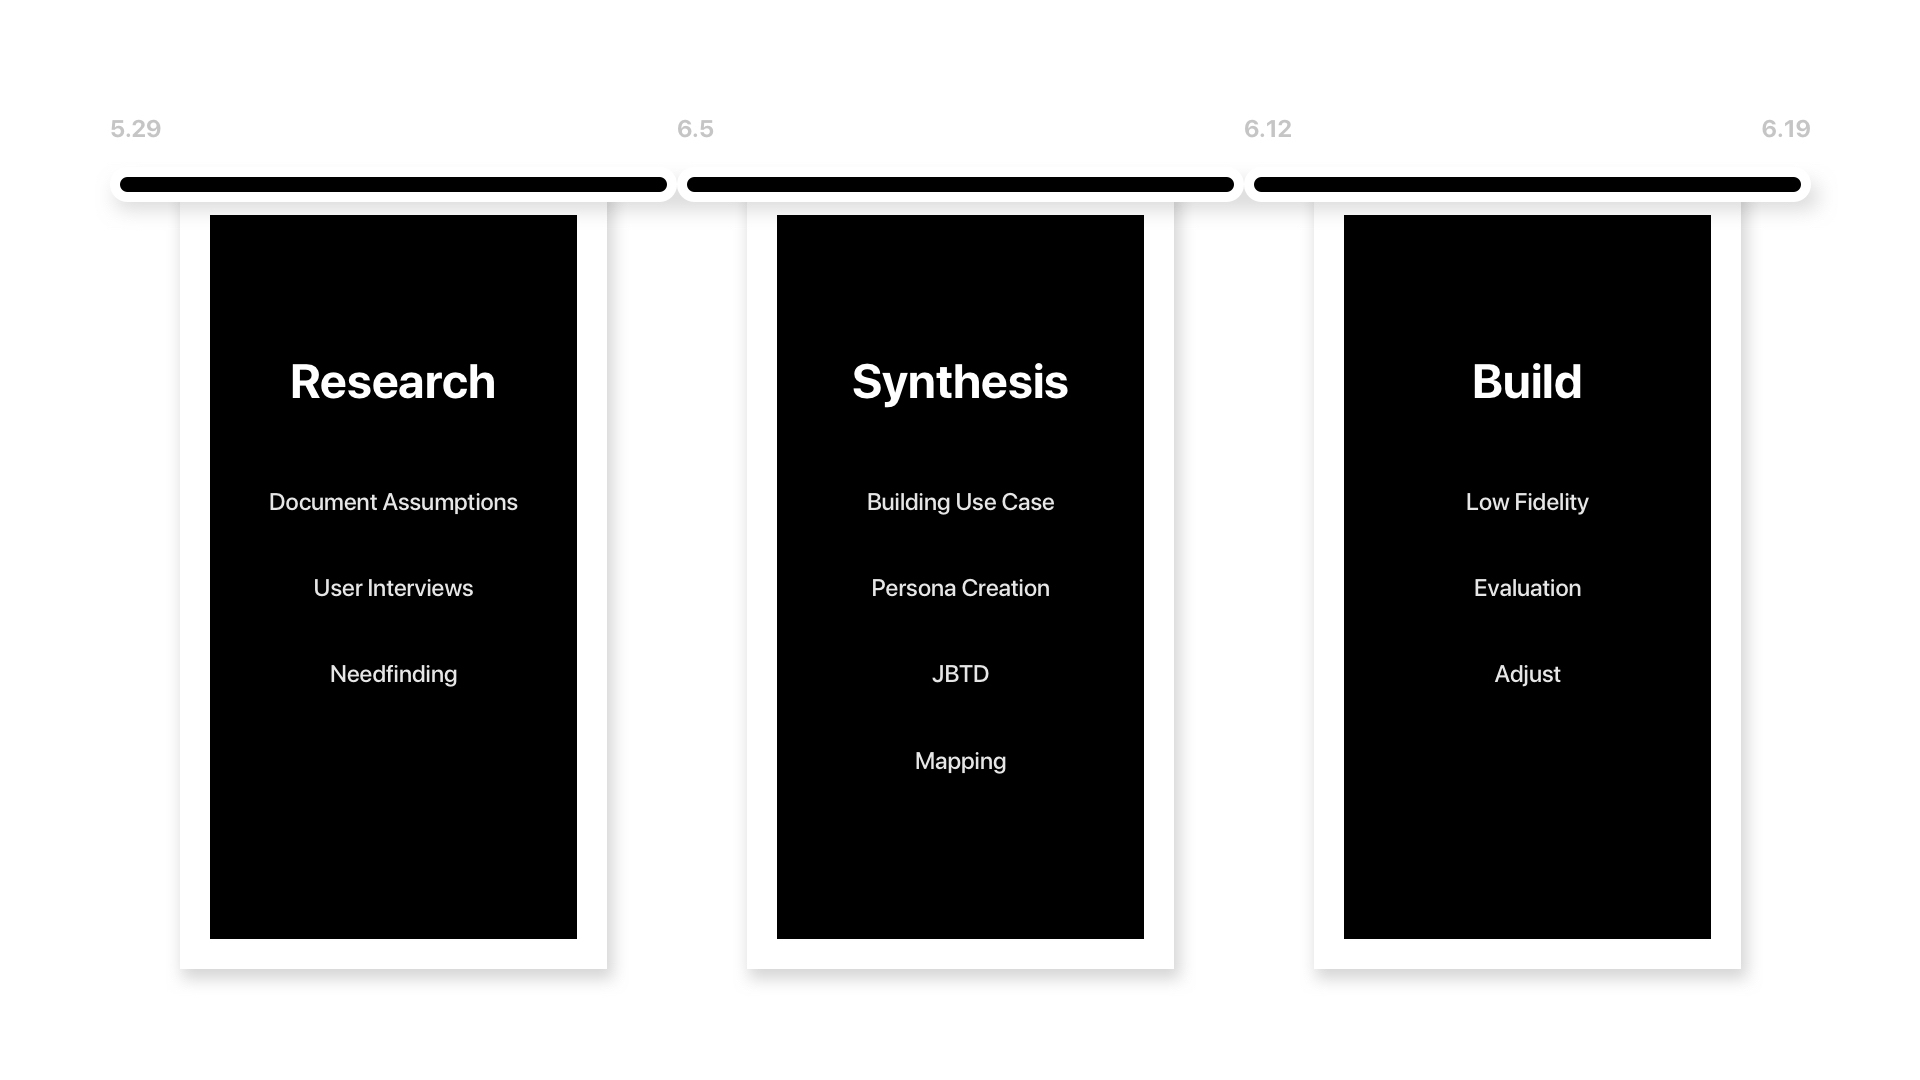 5.29
6.5
6.12
6.19
Research
Document Assumptions
User Interviews
Needfinding
Synthesis
Building Use Case
Persona Creation
JBTD
Mapping
Build
Low Fidelity
Evaluation
Adjust